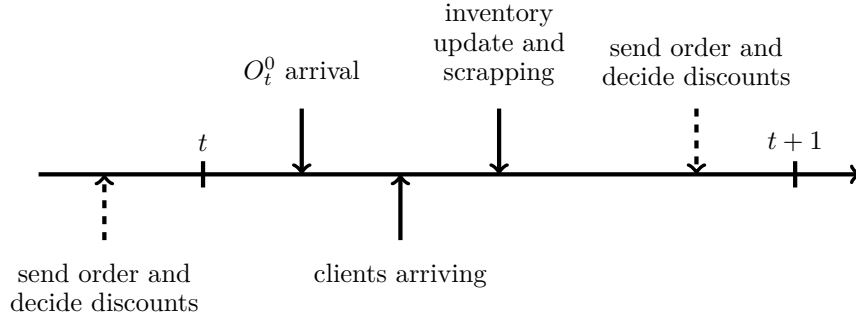 inventory
update and
scrapping
send order and
decide discounts
$O_t^0$ arrival
t
t + 1
send order and
decide discounts
clients arriving